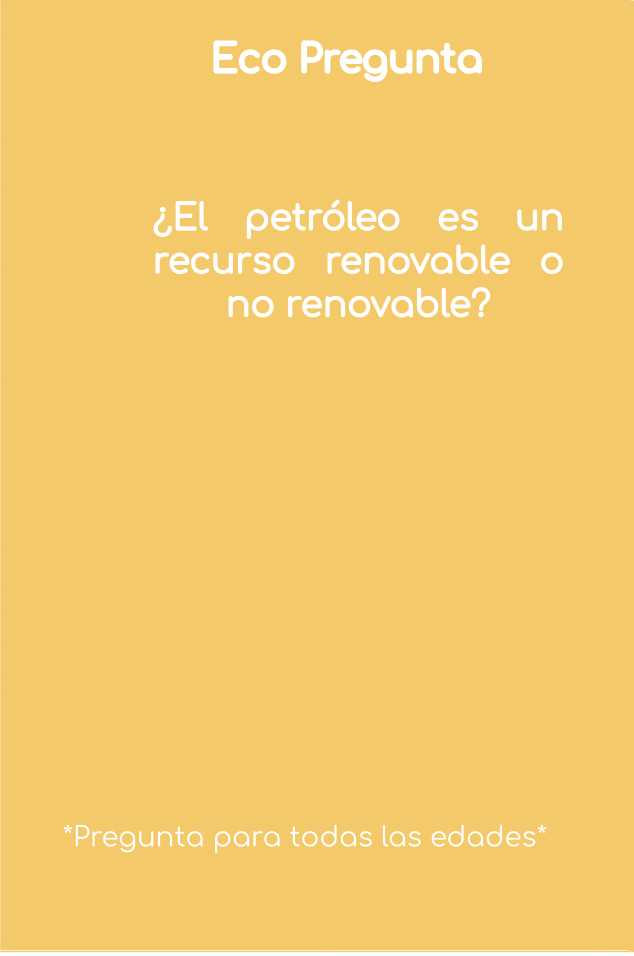 Eco Pregunta
¿El petróleo es un
recurso renovable o
no renovable?
*Pregunta para todas las edades*